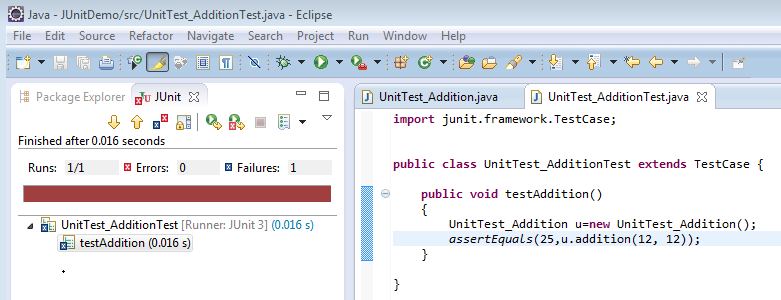 Java - JUnitDemo/src/UnitTest_AdditionTest.java - Eclipse
File Edit Source Refactor Navigate Search Project Run Window Help
Package Explorer JUnit
Finished after 0.016 seconds
Runs: 1/1 Errors: 0 Failures: 1
UnitTest_AdditionTest [Runner: JUnit 3] (0.016 s)
testAddition (0.016 s)
UnitTest_Addition.java UnitTest_AdditionTest.java
import junit.framework.TestCase;
public class UnitTest_AdditionTest extends TestCase {
public void testAddition()
{
UnitTest_Addition u=new UnitTest_Addition();
assertEquals(25,u.addition(12, 12));
}
}